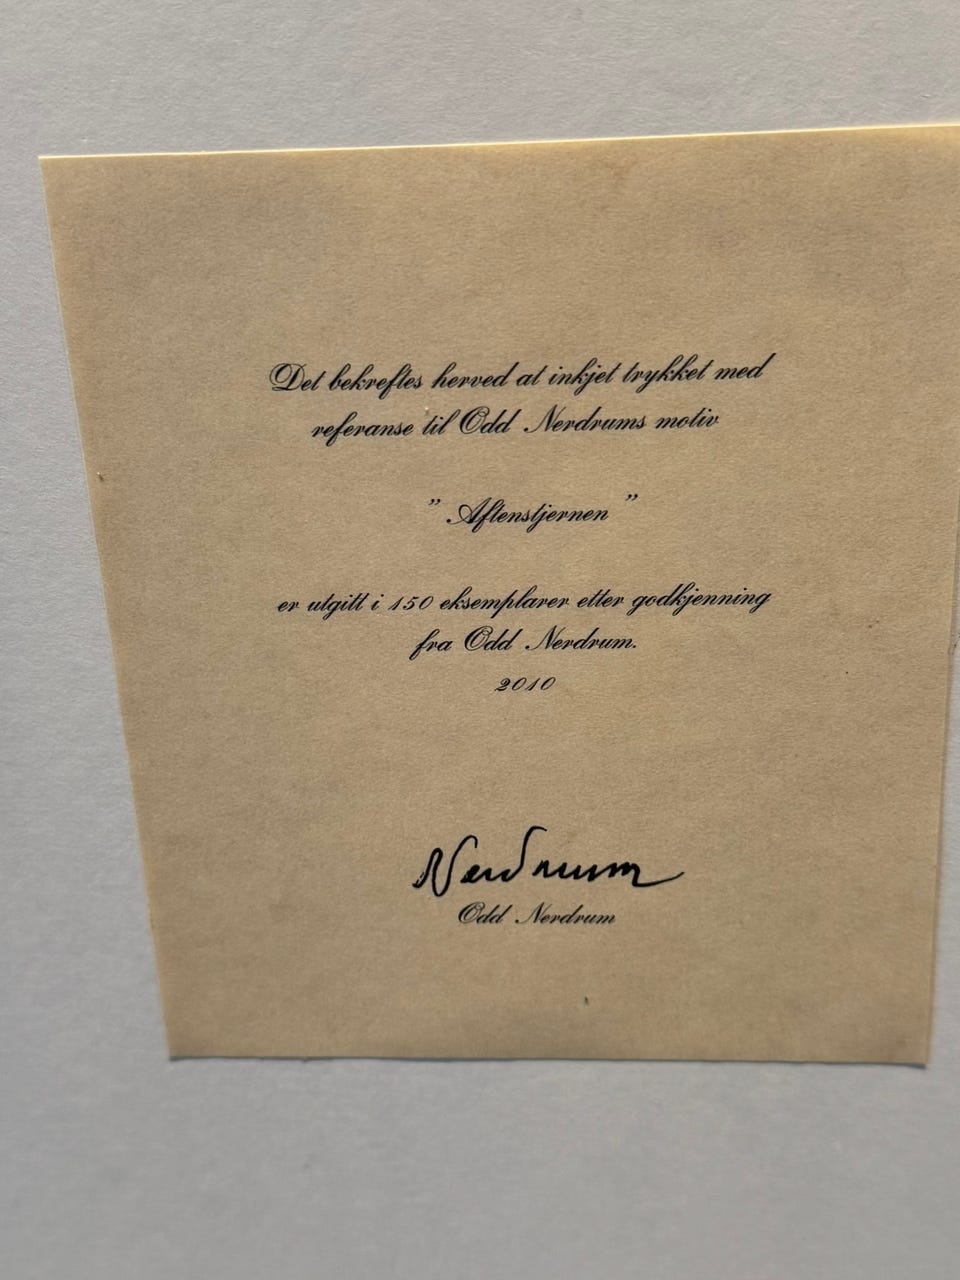 Det bekreftes herved at inkjet trykket med
referanse til Odd Nerdrums motiv
" Aftenstjernen "
er utgitt i 150 eksemplarer etter godkjenning
fra Odd Nerdrum.
2010
Nerdrum
Odd Nerdrum